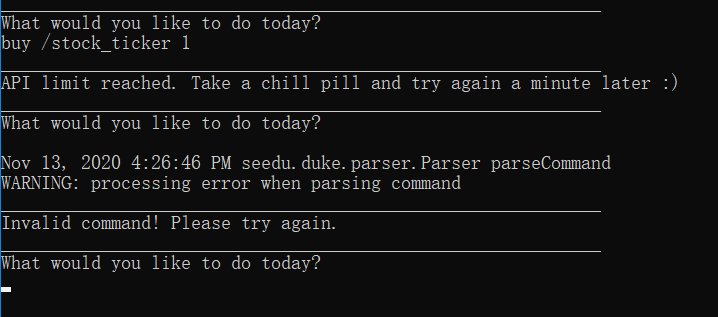 What would you like to do today?
buy /stock_ticker 1
API limit reached. Take a chill pill and try again a minute later :)
What would you like to do today?
Nov 13, 2020 4:26:46 PM seedu.duke.parser.Parser parseCommand
WARNING: processing error when parsing command
Invalid command! Please try again.
What would you like to do today?